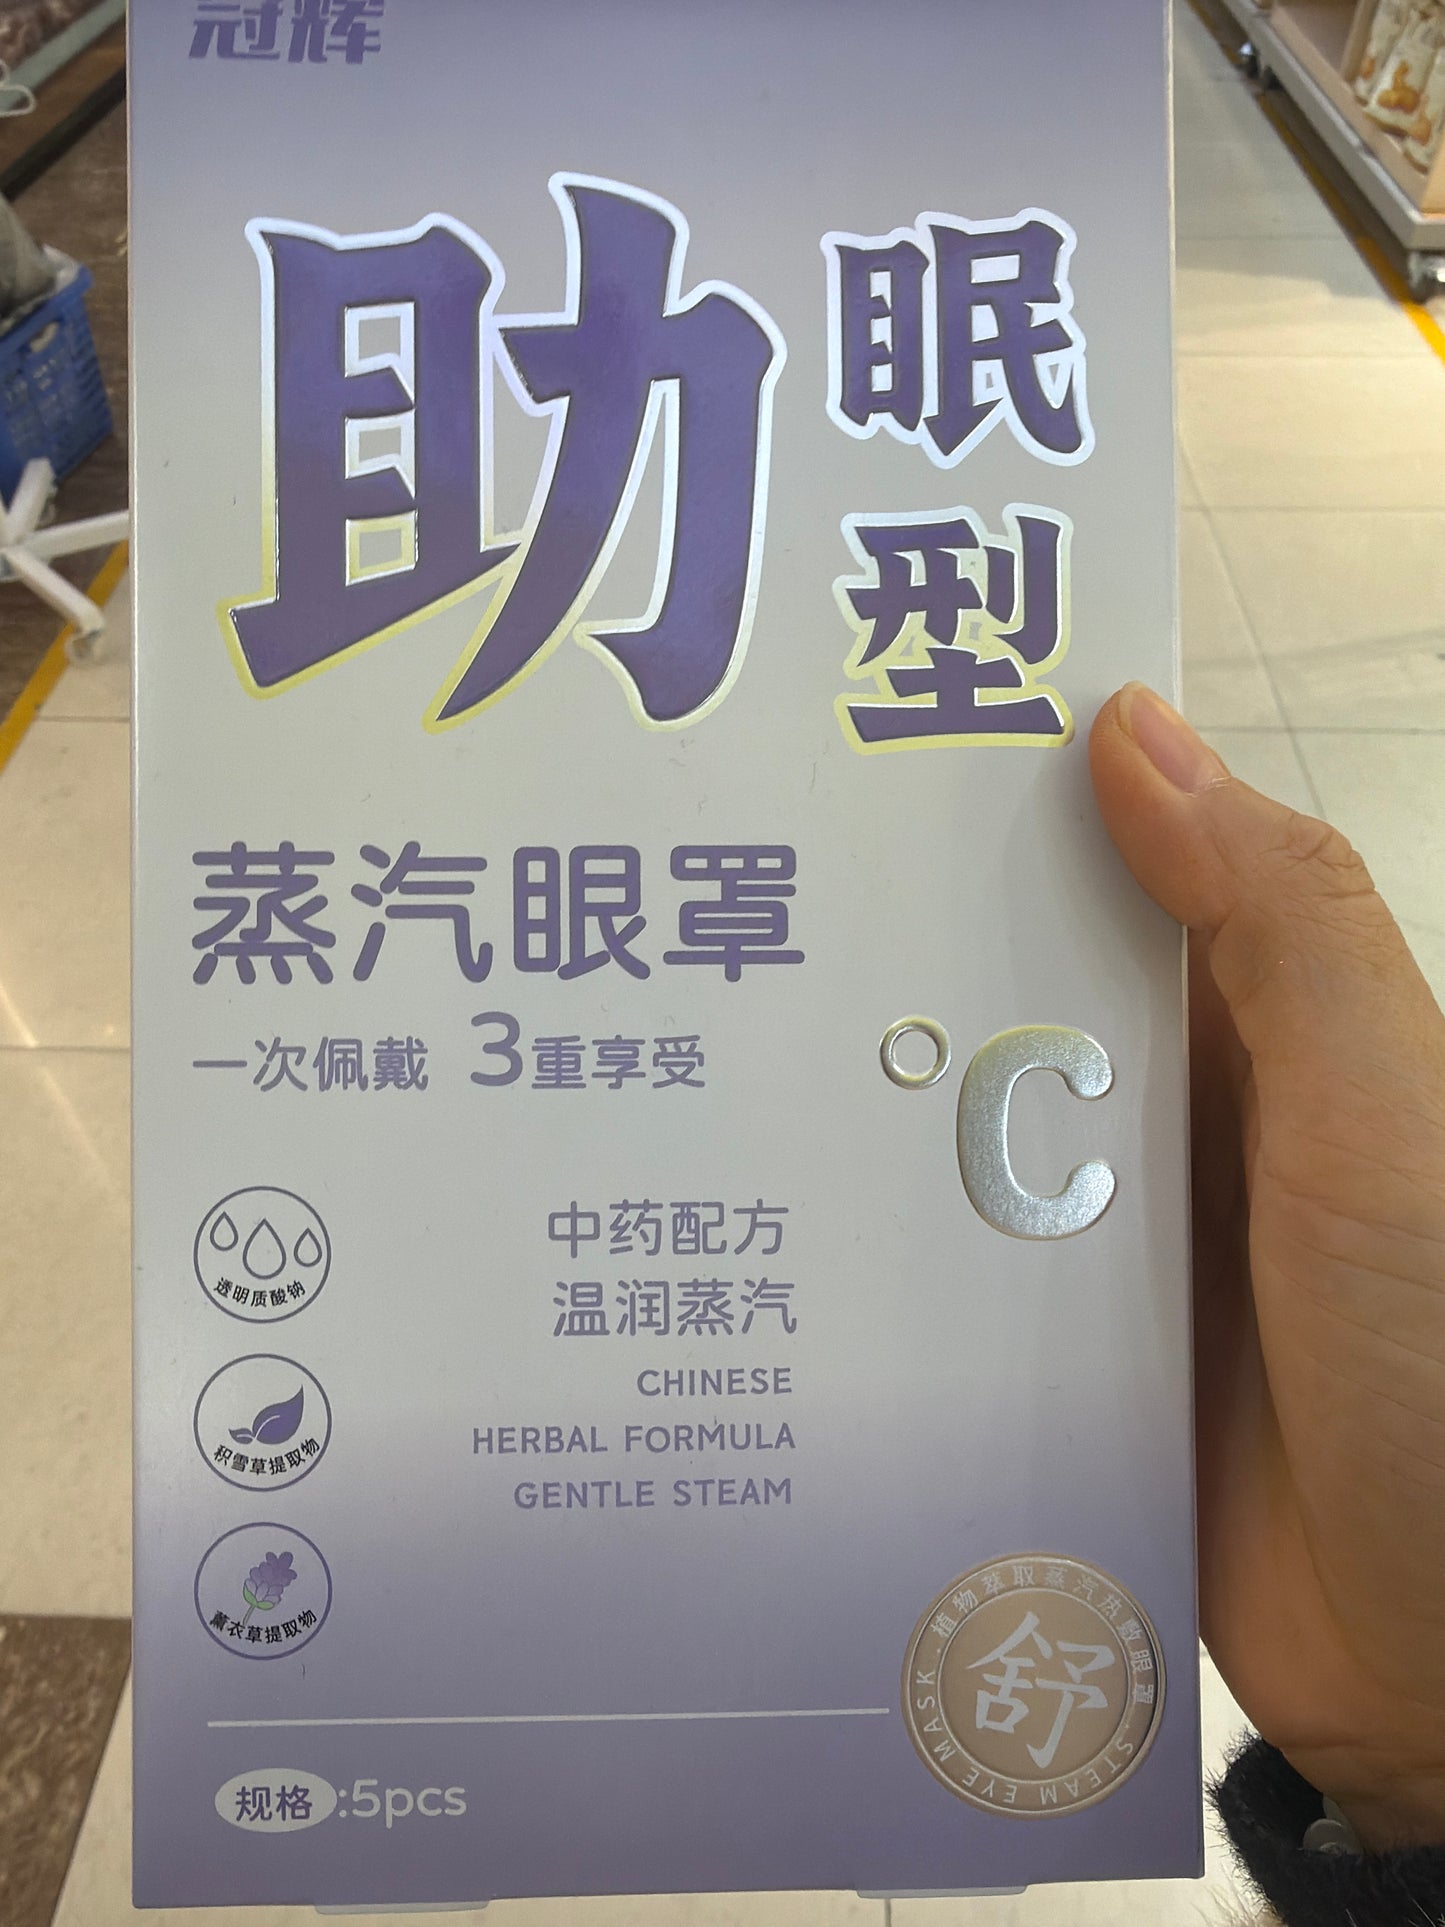 冠辉
助眠型
蒸汽眼罩
一次佩戴 3重享受
℃
透明质酸钠
中药配方
温润蒸汽
CHINESE
HERBAL FORMULA
GENTLE STEAM
积雪草提取物
薰衣草提取物
植物萃取蒸汽热敷眼罩
舒
STEAM EYE MASK
规格:5pcs